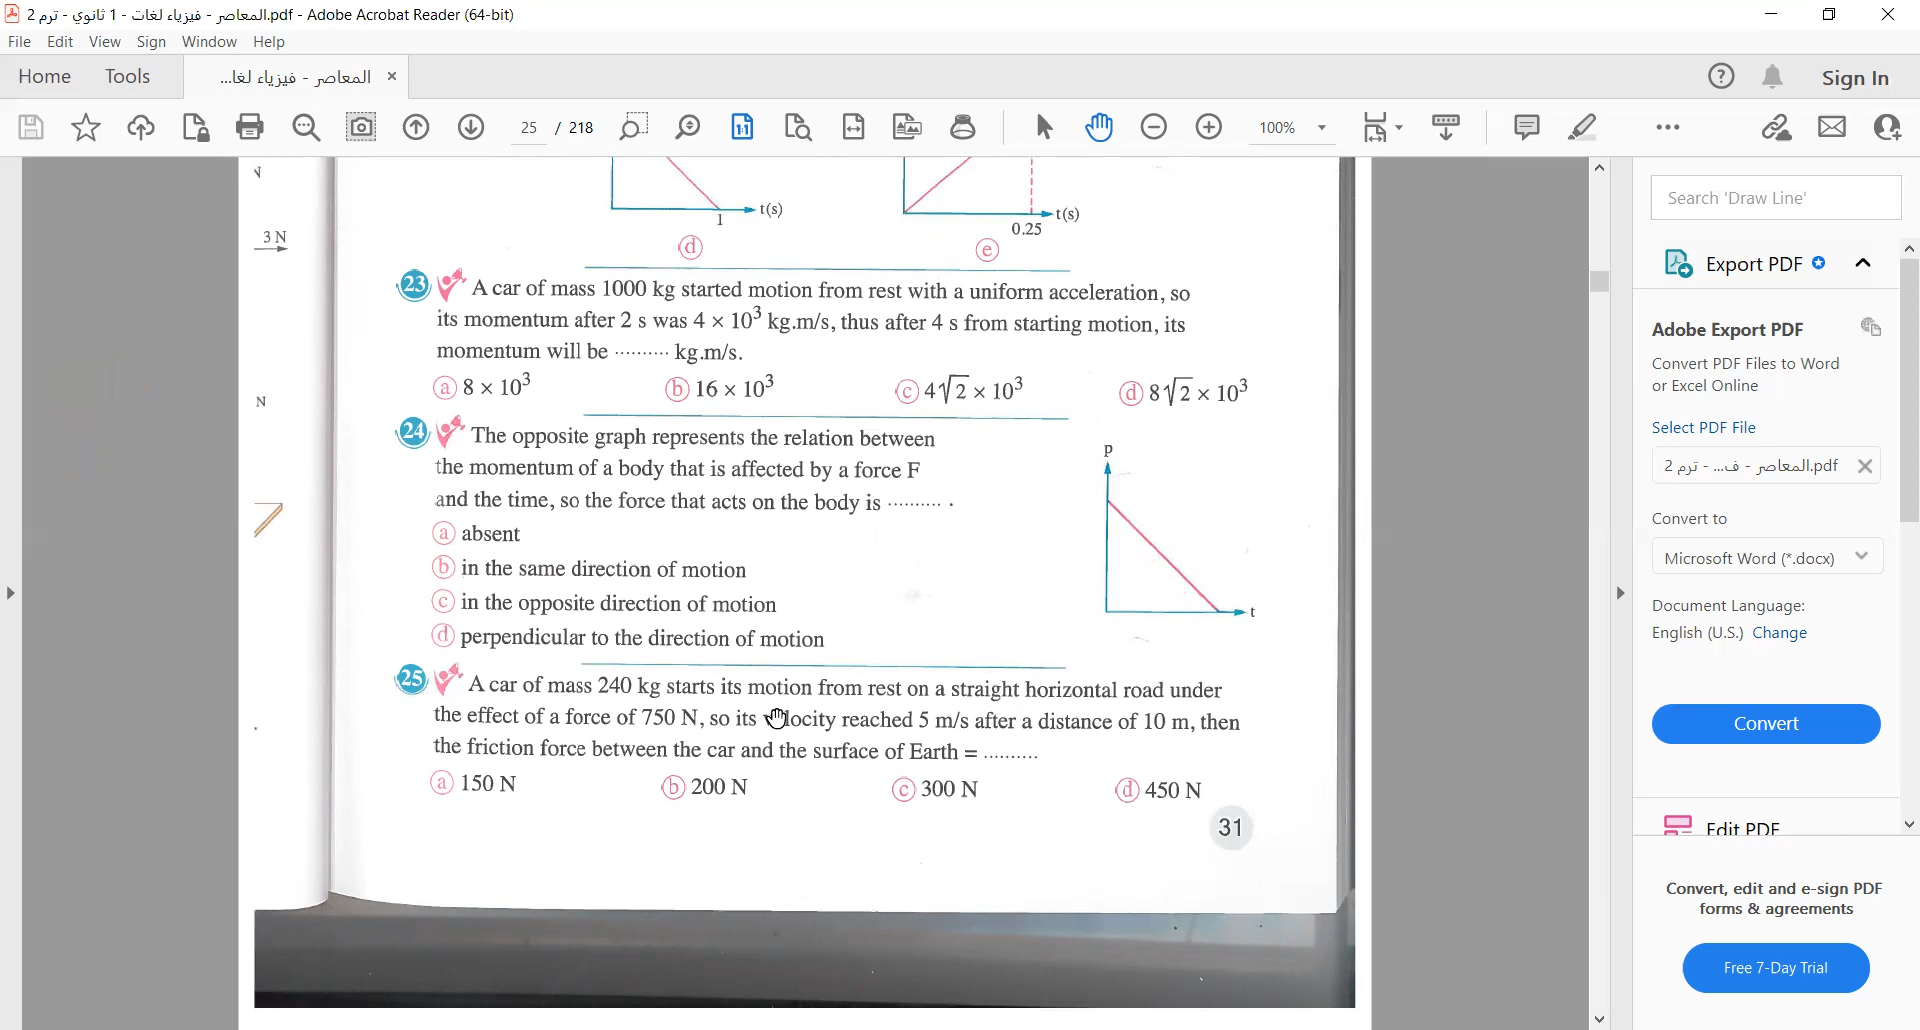 المعاصر - فيزياء لغات - 1 ثانوي - ترم 2.pdf - Adobe Acrobat Reader (64-bit)
File Edit View Sign Window Help
Home Tools المعاصر - فيزياء لغا... × Sign In
25 / 218 100%
t(s) t(s)
1 0.25
d e
N
3 N
N
23 A car of mass 1000 kg started motion from rest with a uniform acceleration, so
its momentum after 2 s was 4 × 10³ kg.m/s, thus after 4 s from starting motion, its
momentum will be .......... kg.m/s.
a 8 × 10³ b 16 × 10³ c 4√2 × 10³ d 8√2 × 10³
24 The opposite graph represents the relation between
the momentum of a body that is affected by a force F
and the time, so the force that acts on the body is .......... .
a absent
b in the same direction of motion
c in the opposite direction of motion
d perpendicular to the direction of motion
p
t
25 A car of mass 240 kg starts its motion from rest on a straight horizontal road under
the effect of a force of 750 N, so its velocity reached 5 m/s after a distance of 10 m, then
the friction force between the car and the surface of Earth = ..........
a 150 N b 200 N c 300 N d 450 N
31
Search 'Draw Line'
Export PDF
Adobe Export PDF
Convert PDF Files to Word
or Excel Online
Select PDF File
المعاصر - ف... - ترم 2.pdf
Convert to
Microsoft Word (*.docx)
Document Language:
English (U.S.) Change
Convert
Edit PDF
Convert, edit and e-sign PDF
forms & agreements
Free 7-Day Trial